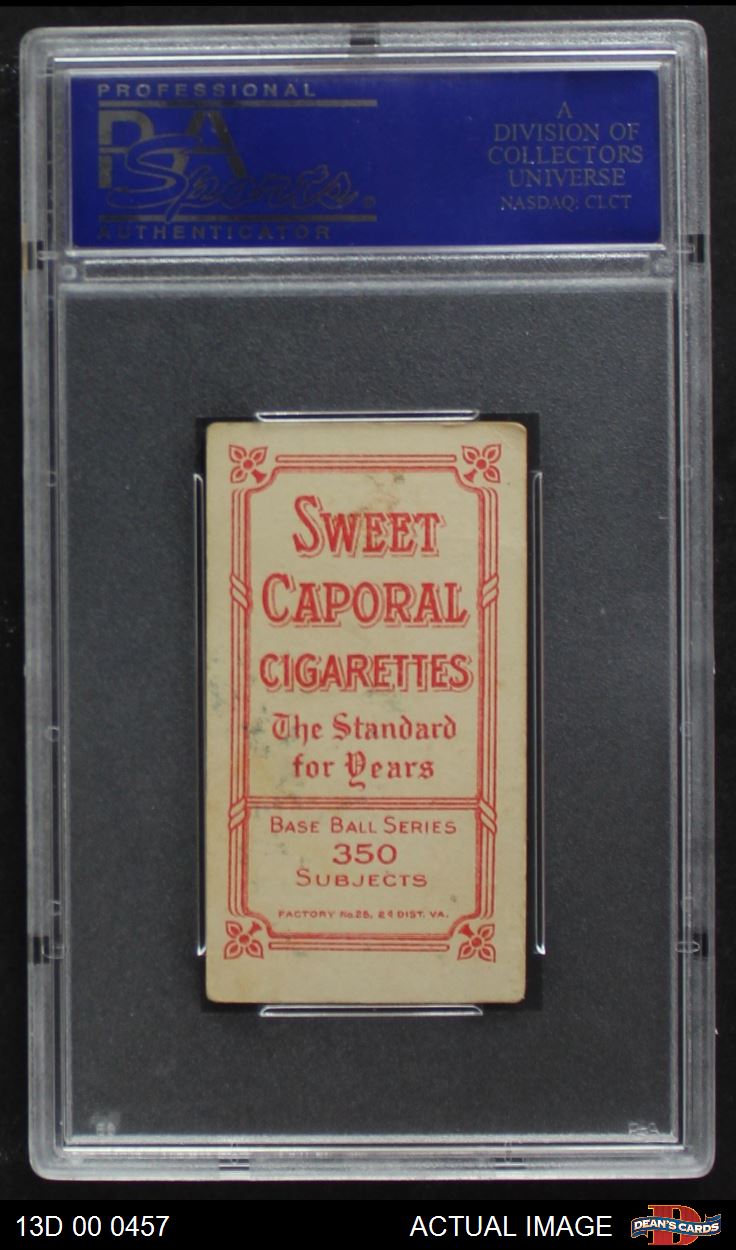 PROFESSIONAL
PSA
Sports®
AUTHENTICATOR
A
DIVISION OF
COLLECTORS
UNIVERSE
NASDAQ: CLCT
SWEET
CAPORAL
CIGARETTES
The Standard
for Years
BASE BALL SERIES
350
SUBJECTS
FACTORY No.25, 2d DIST. VA.
PSA
13D 00 0457
ACTUAL IMAGE
D
DEAN'S CARDS